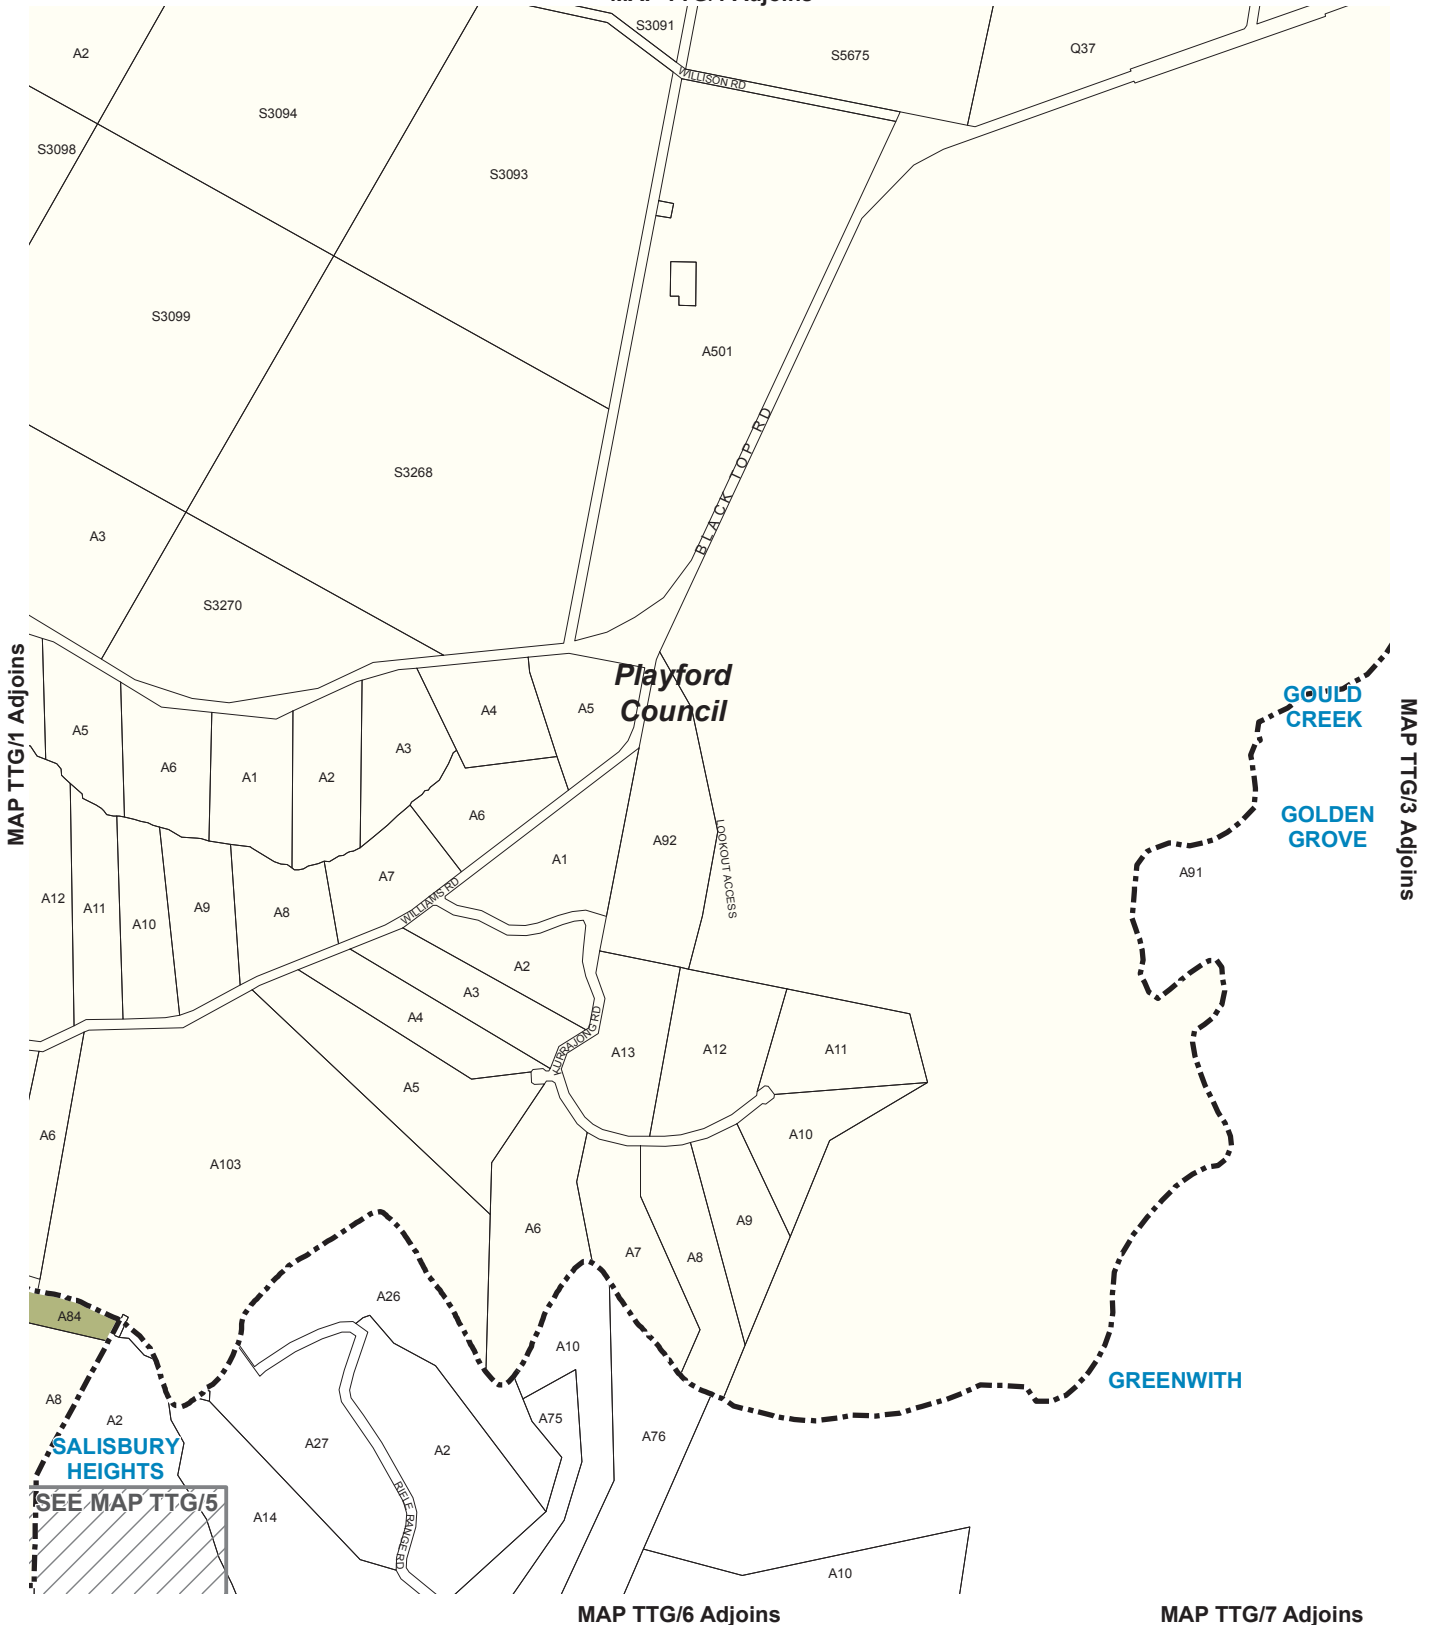 S3091
S5675
Q37
A2
WILLISON RD
S3094
S3098
S3093
S3099
A501
BLACK TOP RD
S3268
A3
S3270
MAP TTG/1 Adjoins
Playford
Council
GOULD
CREEK
MAP TTG/3 Adjoins
A4
A5
A5
A3
A6
A1
A2
GOLDEN
GROVE
A6
A92
LOOKOUT ACCESS
A1
A91
A7
WILLIAMS RD
A12
A11
A10
A9
A8
A2
A3
A4
KURRAJONG RD
A13
A12
A11
A5
A6
A10
A103
A6
A7
A8
A9
A26
A84
A10
GREENWITH
A8
A2
A75
A76
SALISBURY
HEIGHTS
A27
A2
SEE MAP TTG/5
A14
RIFLE RANGE RD
A10
MAP TTG/6 Adjoins
MAP TTG/7 Adjoins